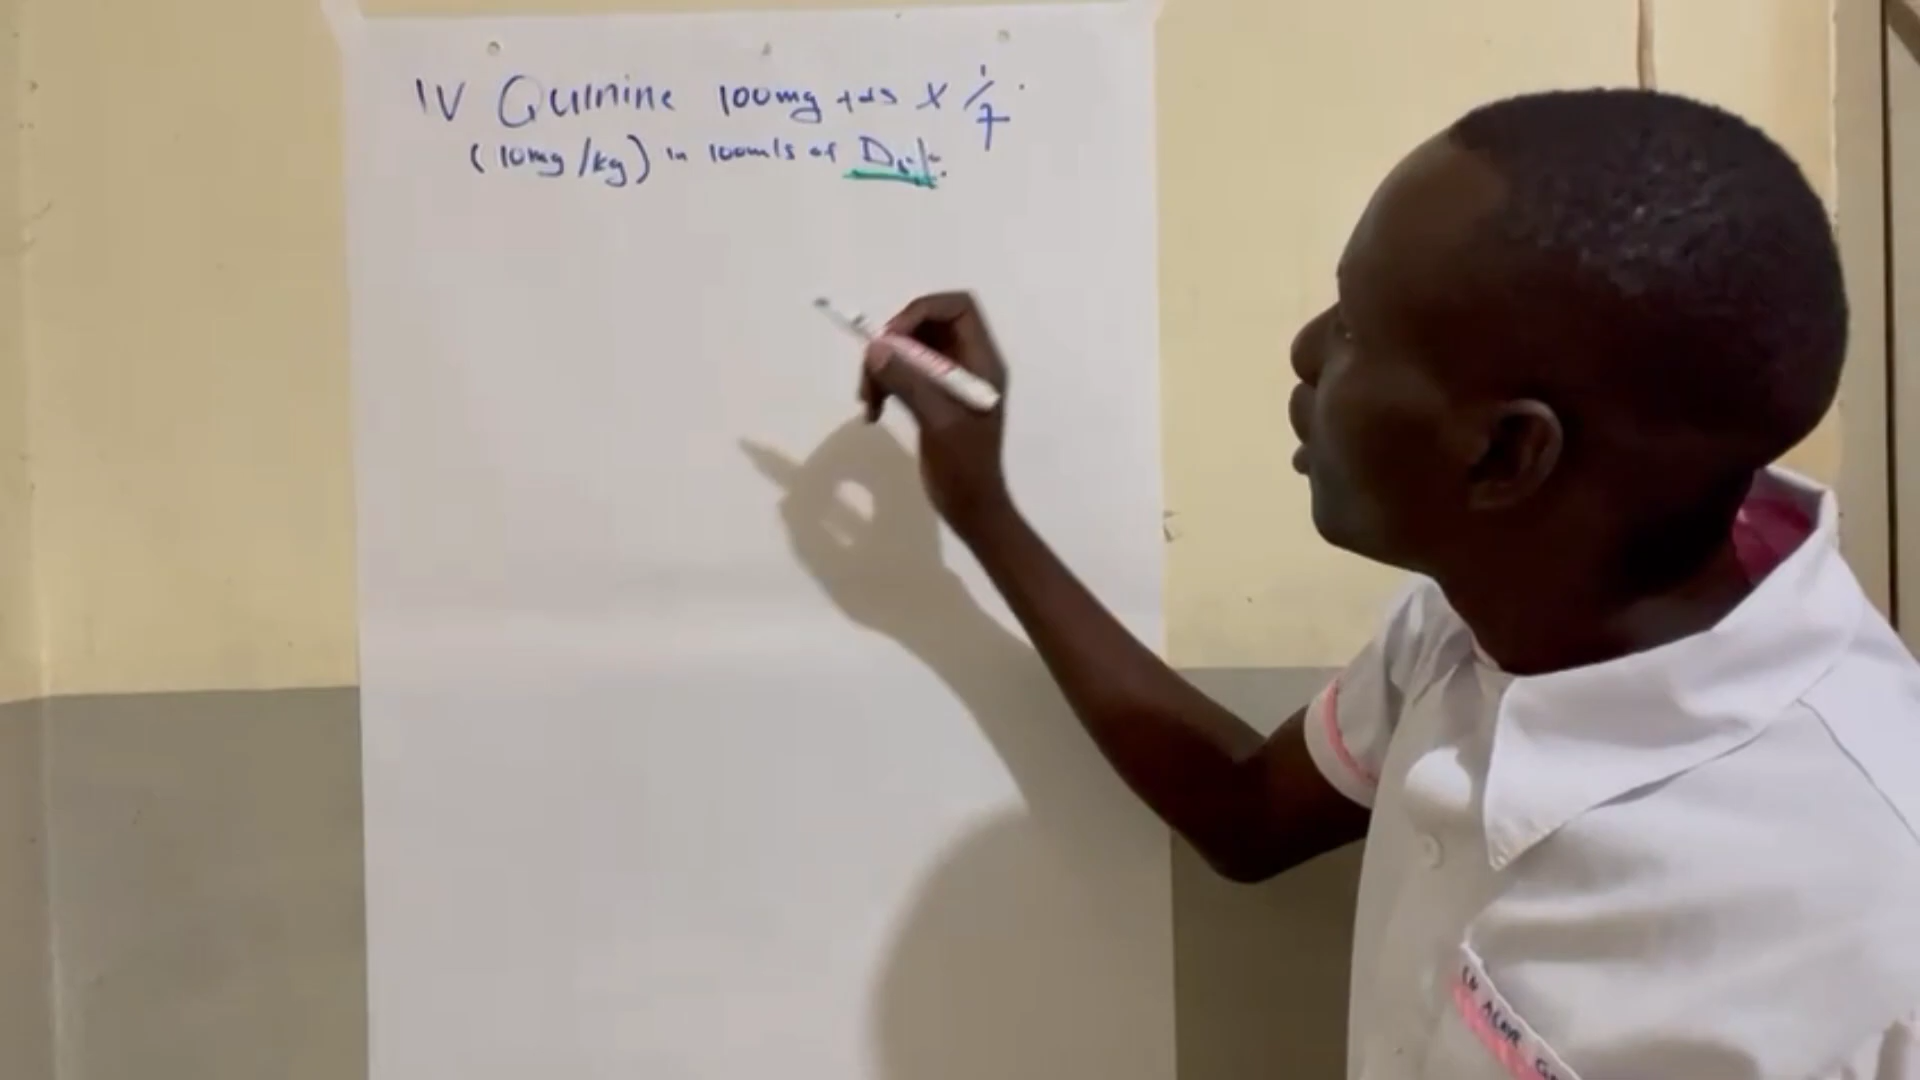 IV Quinine 100mg tds X 1/7.
(10mg/kg) in 100mls of D5%.